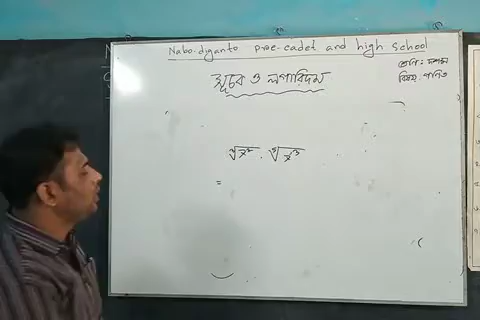 Nabo-diganto pre-cadet and high school
সূচক ও লগারিদম
শ্রেণি: দশম
বিষয়: গণিত
=